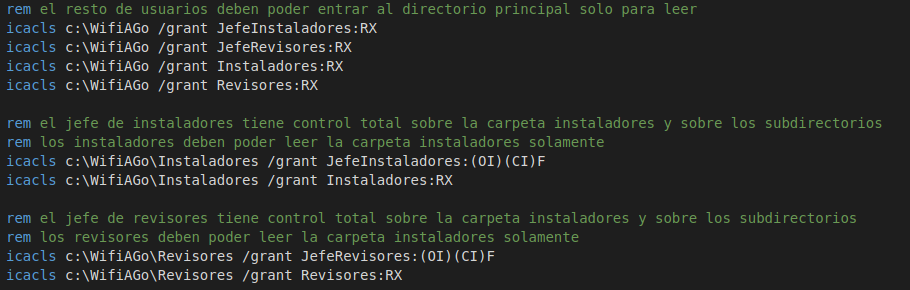 rem el resto de usuarios deben poder entrar al directorio principal solo para leer
icacls c:\WifiAGo /grant JefeInstaladores:RX
icacls c:\WifiAGo /grant JefeRevisores:RX
icacls c:\WifiAGo /grant Instaladores:RX
icacls c:\WifiAGo /grant Revisores:RX

rem el jefe de instaladores tiene control total sobre la carpeta instaladores y sobre los subdirectorios
rem los instaladores deben poder leer la carpeta instaladores solamente
icacls c:\WifiAGo\Instaladores /grant JefeInstaladores:(OI)(CI)F
icacls c:\WifiAGo\Instaladores /grant Instaladores:RX

rem el jefe de revisores tiene control total sobre la carpeta instaladores y sobre los subdirectorios
rem los revisores deben poder leer la carpeta instaladores solamente
icacls c:\WifiAGo\Revisores /grant JefeRevisores:(OI)(CI)F
icacls c:\WifiAGo\Revisores /grant Revisores:RX